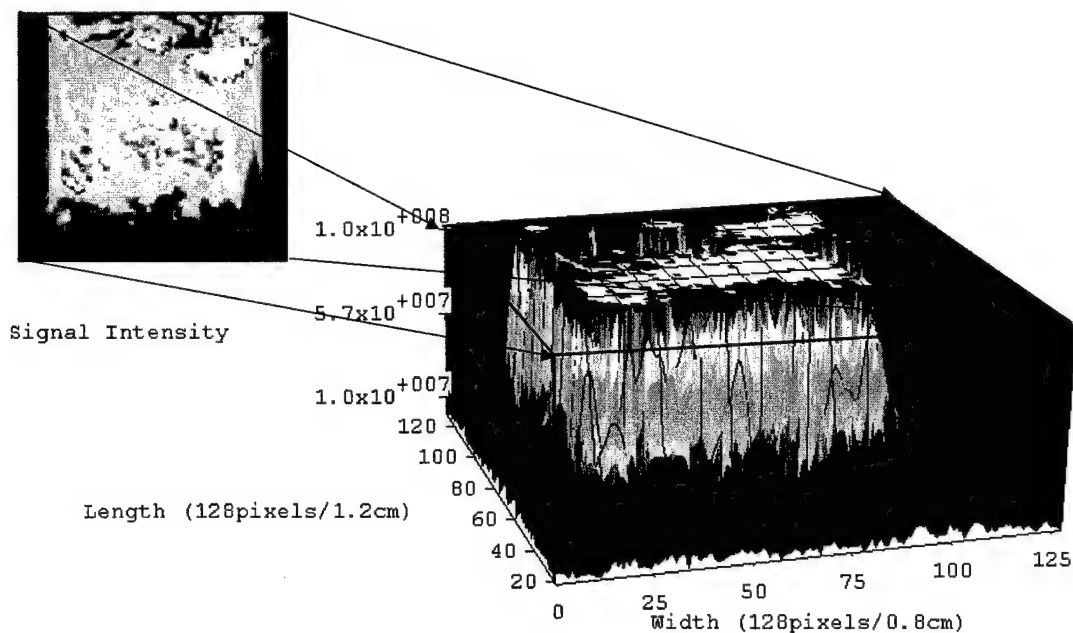 1.0x10+008
5.7x10+007
Signal Intensity
1.0x10+007
120
100
80
60
40
20
Length (128pixels/1.2cm)
0
25
50
75
100
125
Width (128pixels/0.8cm)